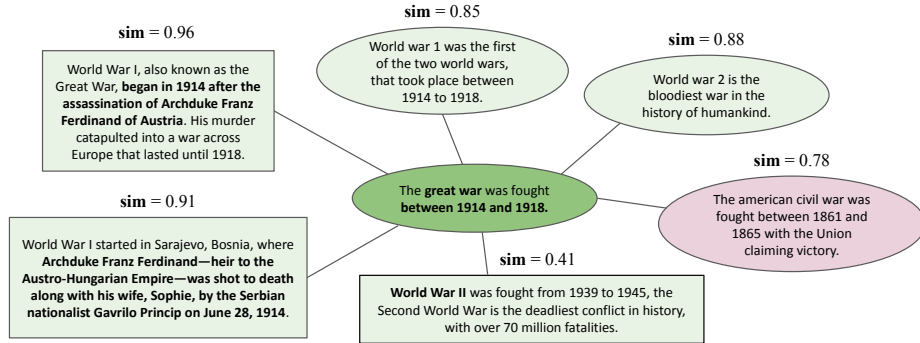 sim = 0.96
World War I, also known as the
Great War, began in 1914 after the
assassination of Archduke Franz
Ferdinand of Austria. His murder
catapulted into a war across
Europe that lasted until 1918.
sim = 0.85
World war 1 was the first
of the two world wars,
that took place between
1914 to 1918.
sim = 0.88
World war 2 is the
bloodiest war in the
history of humankind.
The great war was fought
between 1914 and 1918.
sim = 0.78
The american civil war was
fought between 1861 and
1865 with the Union
claiming victory.
sim = 0.91
World War I started in Sarajevo, Bosnia, where
Archduke Franz Ferdinand—heir to the
Austro-Hungarian Empire—was shot to death
along with his wife, Sophie, by the Serbian
nationalist Gavrilo Princip on June 28, 1914.
sim = 0.41
World War II was fought from 1939 to 1945, the
Second World War is the deadliest conflict in history,
with over 70 million fatalities.